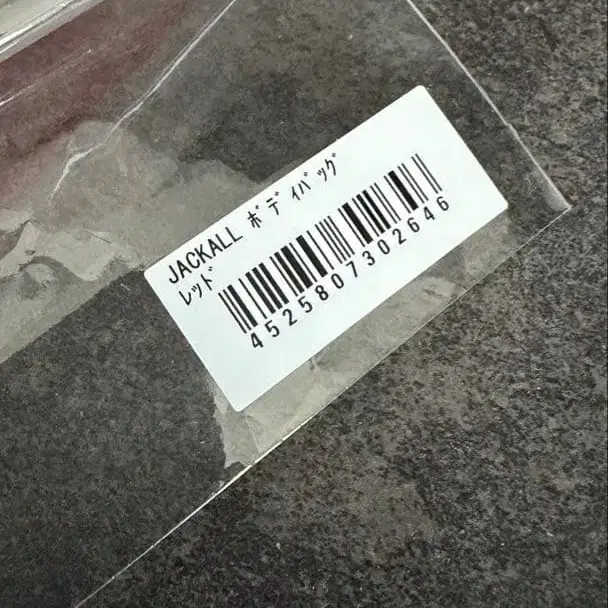 JACKALL ﾎﾞﾃﾞｨﾊﾞｯｸﾞ
ﾚｯﾄﾞ
4525807302646